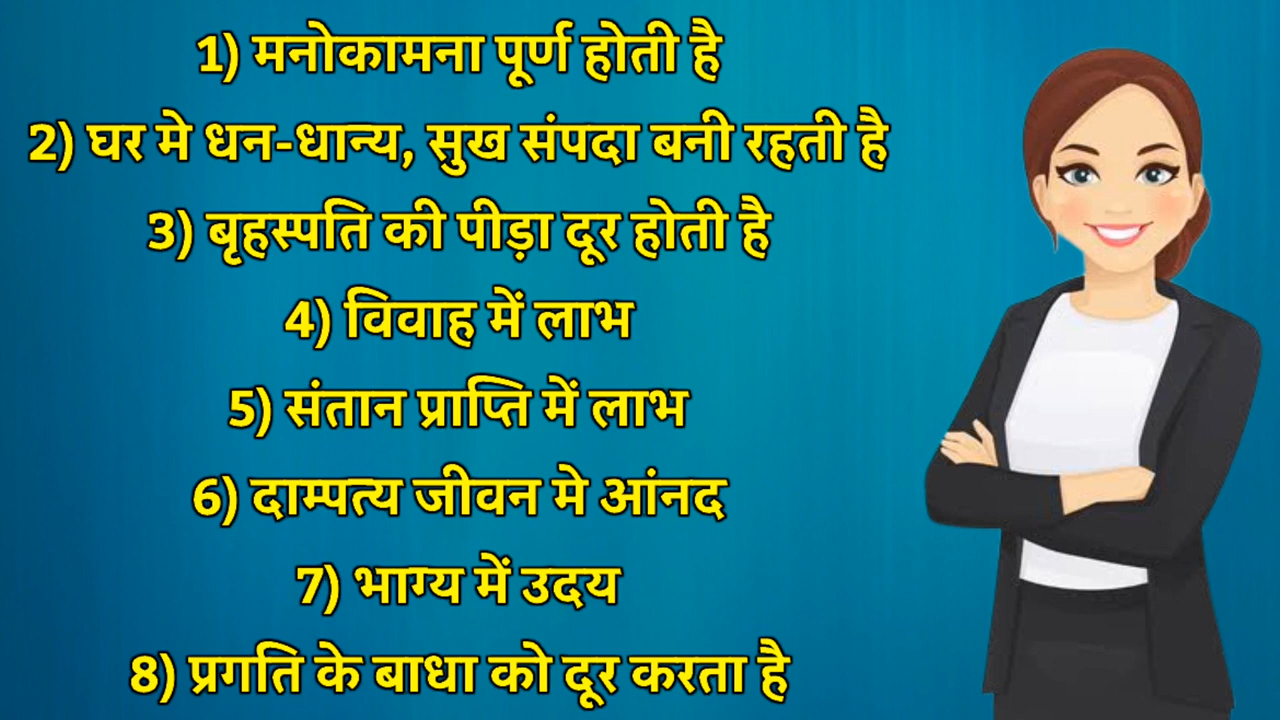 1) मनोकामना पूर्ण होती है
2) घर मे धन-धान्य, सुख संपदा बनी रहती है
3) बृहस्पति की पीड़ा दूर होती है
4) विवाह में लाभ
5) संतान प्राप्ति में लाभ
6) दाम्पत्य जीवन मे आंनद
7) भाग्य में उदय
8) प्रगति के बाधा को दूर करता है